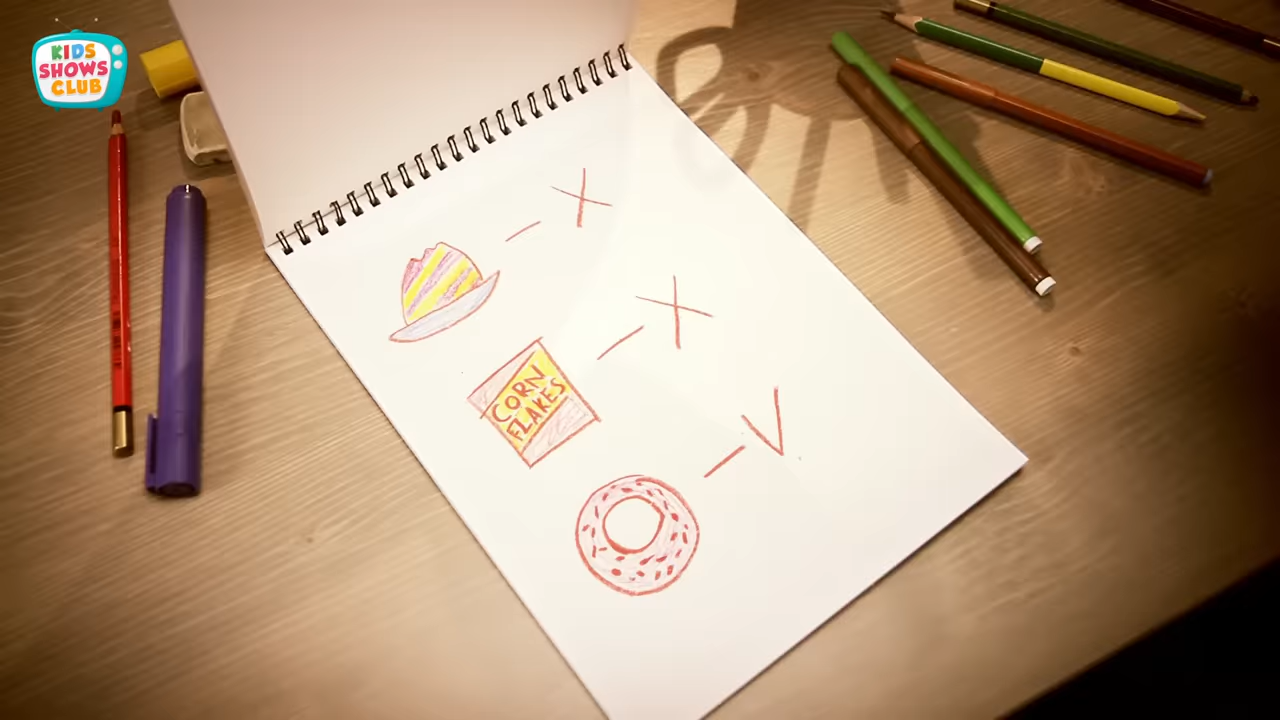 KIDS
SHOWS
CLUB
- X
CORN
FLAKES
- X
- V